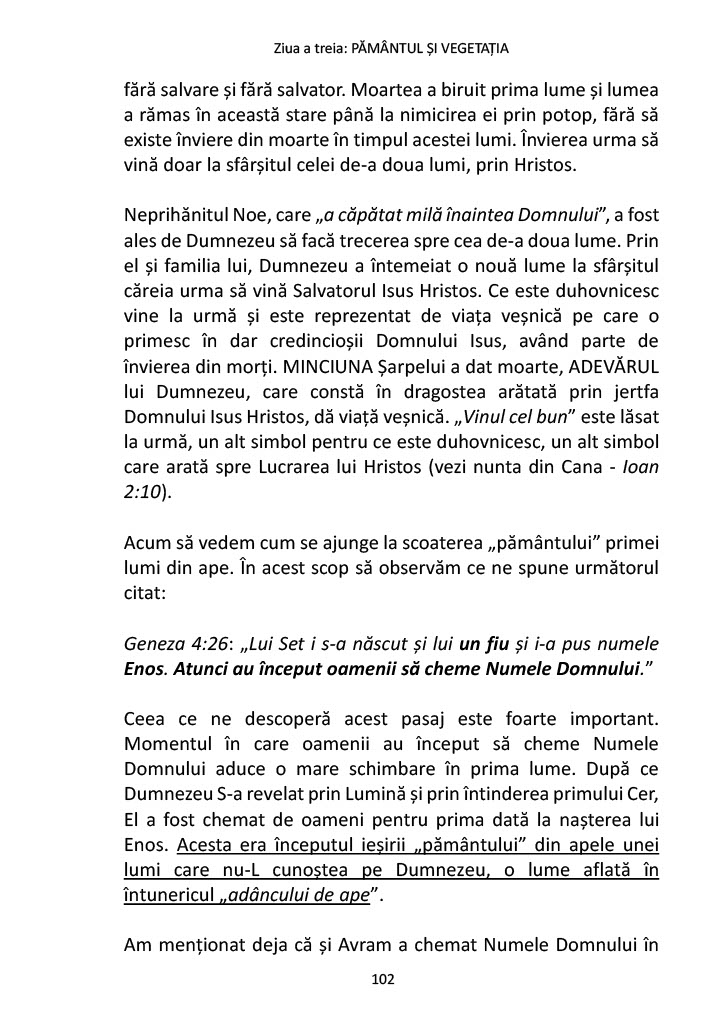 Ziua a treia: PĂMÂNTUL ȘI VEGETAȚIA
fără salvare și fără salvator. Moartea a biruit prima lume și lumea
a rămas în această stare până la nimicirea ei prin potop, fără să
existe înviere din moarte în timpul acestei lumi. Învierea urma să
vină doar la sfârșitul celei de-a doua lumi, prin Hristos.
Neprihănitul Noe, care „a căpătat milă înaintea Domnului”, a fost
ales de Dumnezeu să facă trecerea spre cea de-a doua lume. Prin
el și familia lui, Dumnezeu a întemeiat o nouă lume la sfârșitul
căreia urma să vină Salvatorul Isus Hristos. Ce este duhovnicesc
vine la urmă și este reprezentat de viața veșnică pe care o
primesc în dar credincioșii Domnului Isus, având parte de
învierea din morți. MINCIUNA Șarpelui a dat moarte, ADEVĂRUL
lui Dumnezeu, care constă în dragostea arătată prin jertfa
Domnului Isus Hristos, dă viață veșnică. „Vinul cel bun” este lăsat
la urmă, un alt simbol pentru ce este duhovnicesc, un alt simbol
care arată spre Lucrarea lui Hristos (vezi nunta din Cana - Ioan
2:10).
Acum să vedem cum se ajunge la scoaterea „pământului” primei
lumi din ape. În acest scop să observăm ce ne spune următorul
citat:
Geneza 4:26: „Lui Set i s-a născut și lui un fiu și i-a pus numele
Enos. Atunci au început oamenii să cheme Numele Domnului.”
Ceea ce ne descoperă acest pasaj este foarte important.
Momentul în care oamenii au început să cheme Numele
Domnului aduce o mare schimbare în prima lume. După ce
Dumnezeu S-a revelat prin Lumină și prin întinderea primului Cer,
El a fost chemat de oameni pentru prima dată la nașterea lui
Enos. Acesta era începutul ieșirii „pământului” din apele unei
lumi care nu-L cunoștea pe Dumnezeu, o lume aflată în
întunericul „adâncului de ape”.
Am menționat deja că și Avram a chemat Numele Domnului în
102